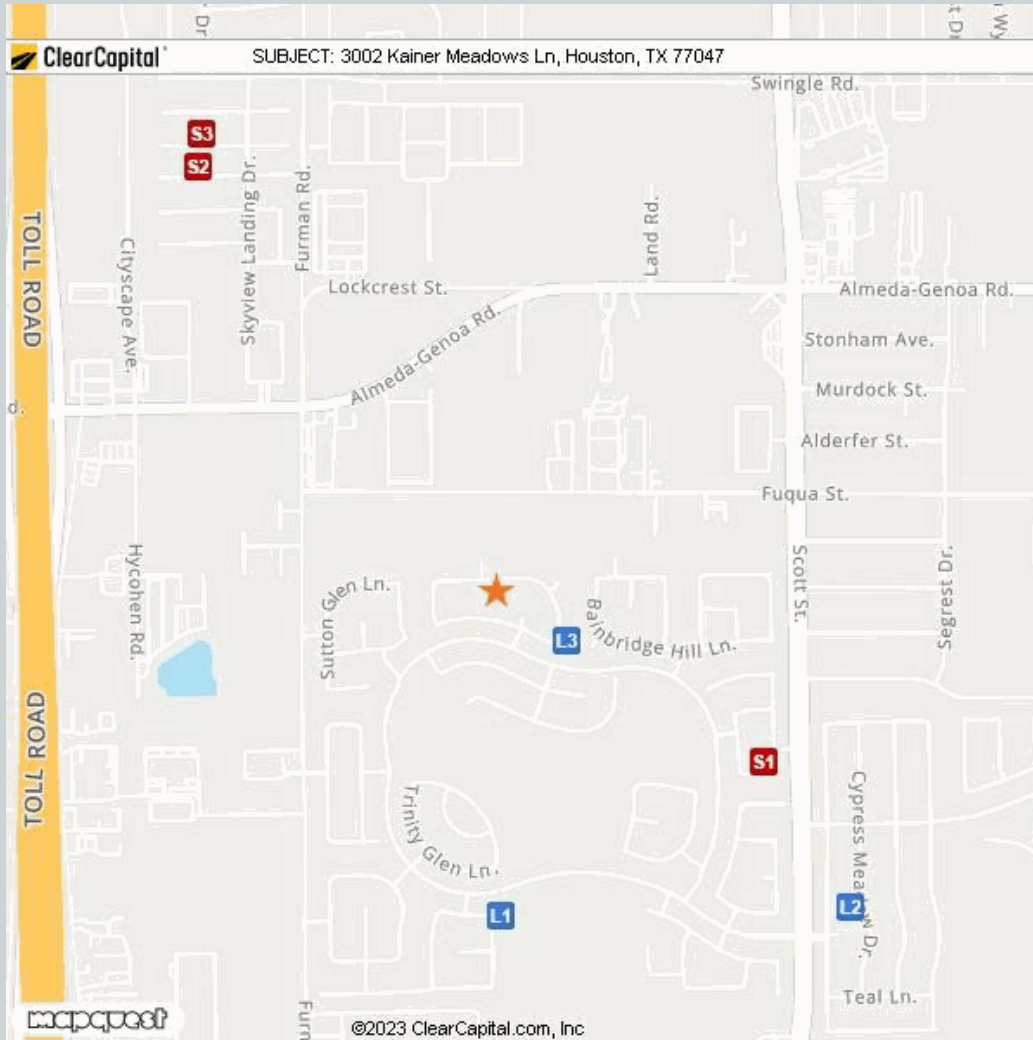 Dr.
ClearCapital
SUBJECT: 3002 Kainer Meadows Ln, Houston, TX 77047
Swingle Rd.
S3
S2
TOLL ROAD
Cityscape Ave.
Skyview Landing Dr.
Furman Rd.
Land Rd.
Lockcrest St.
Almeda-Genoa Rd.
Almeda-Genoa Rd.
Stonham Ave.
Murdock St.
d.
Alderfer St.
Fuqua St.
Hycohen Rd.
Sutton Glen Ln.
L3
Bainbridge Hill Ln.
Scott St.
Segrest Dr.
TOLL ROAD
S1
Trinity Glen Ln.
Cypress Meadow Dr.
L1
L2
Teal Ln.
mapquest
Furn
©2023 ClearCapital.com, Inc